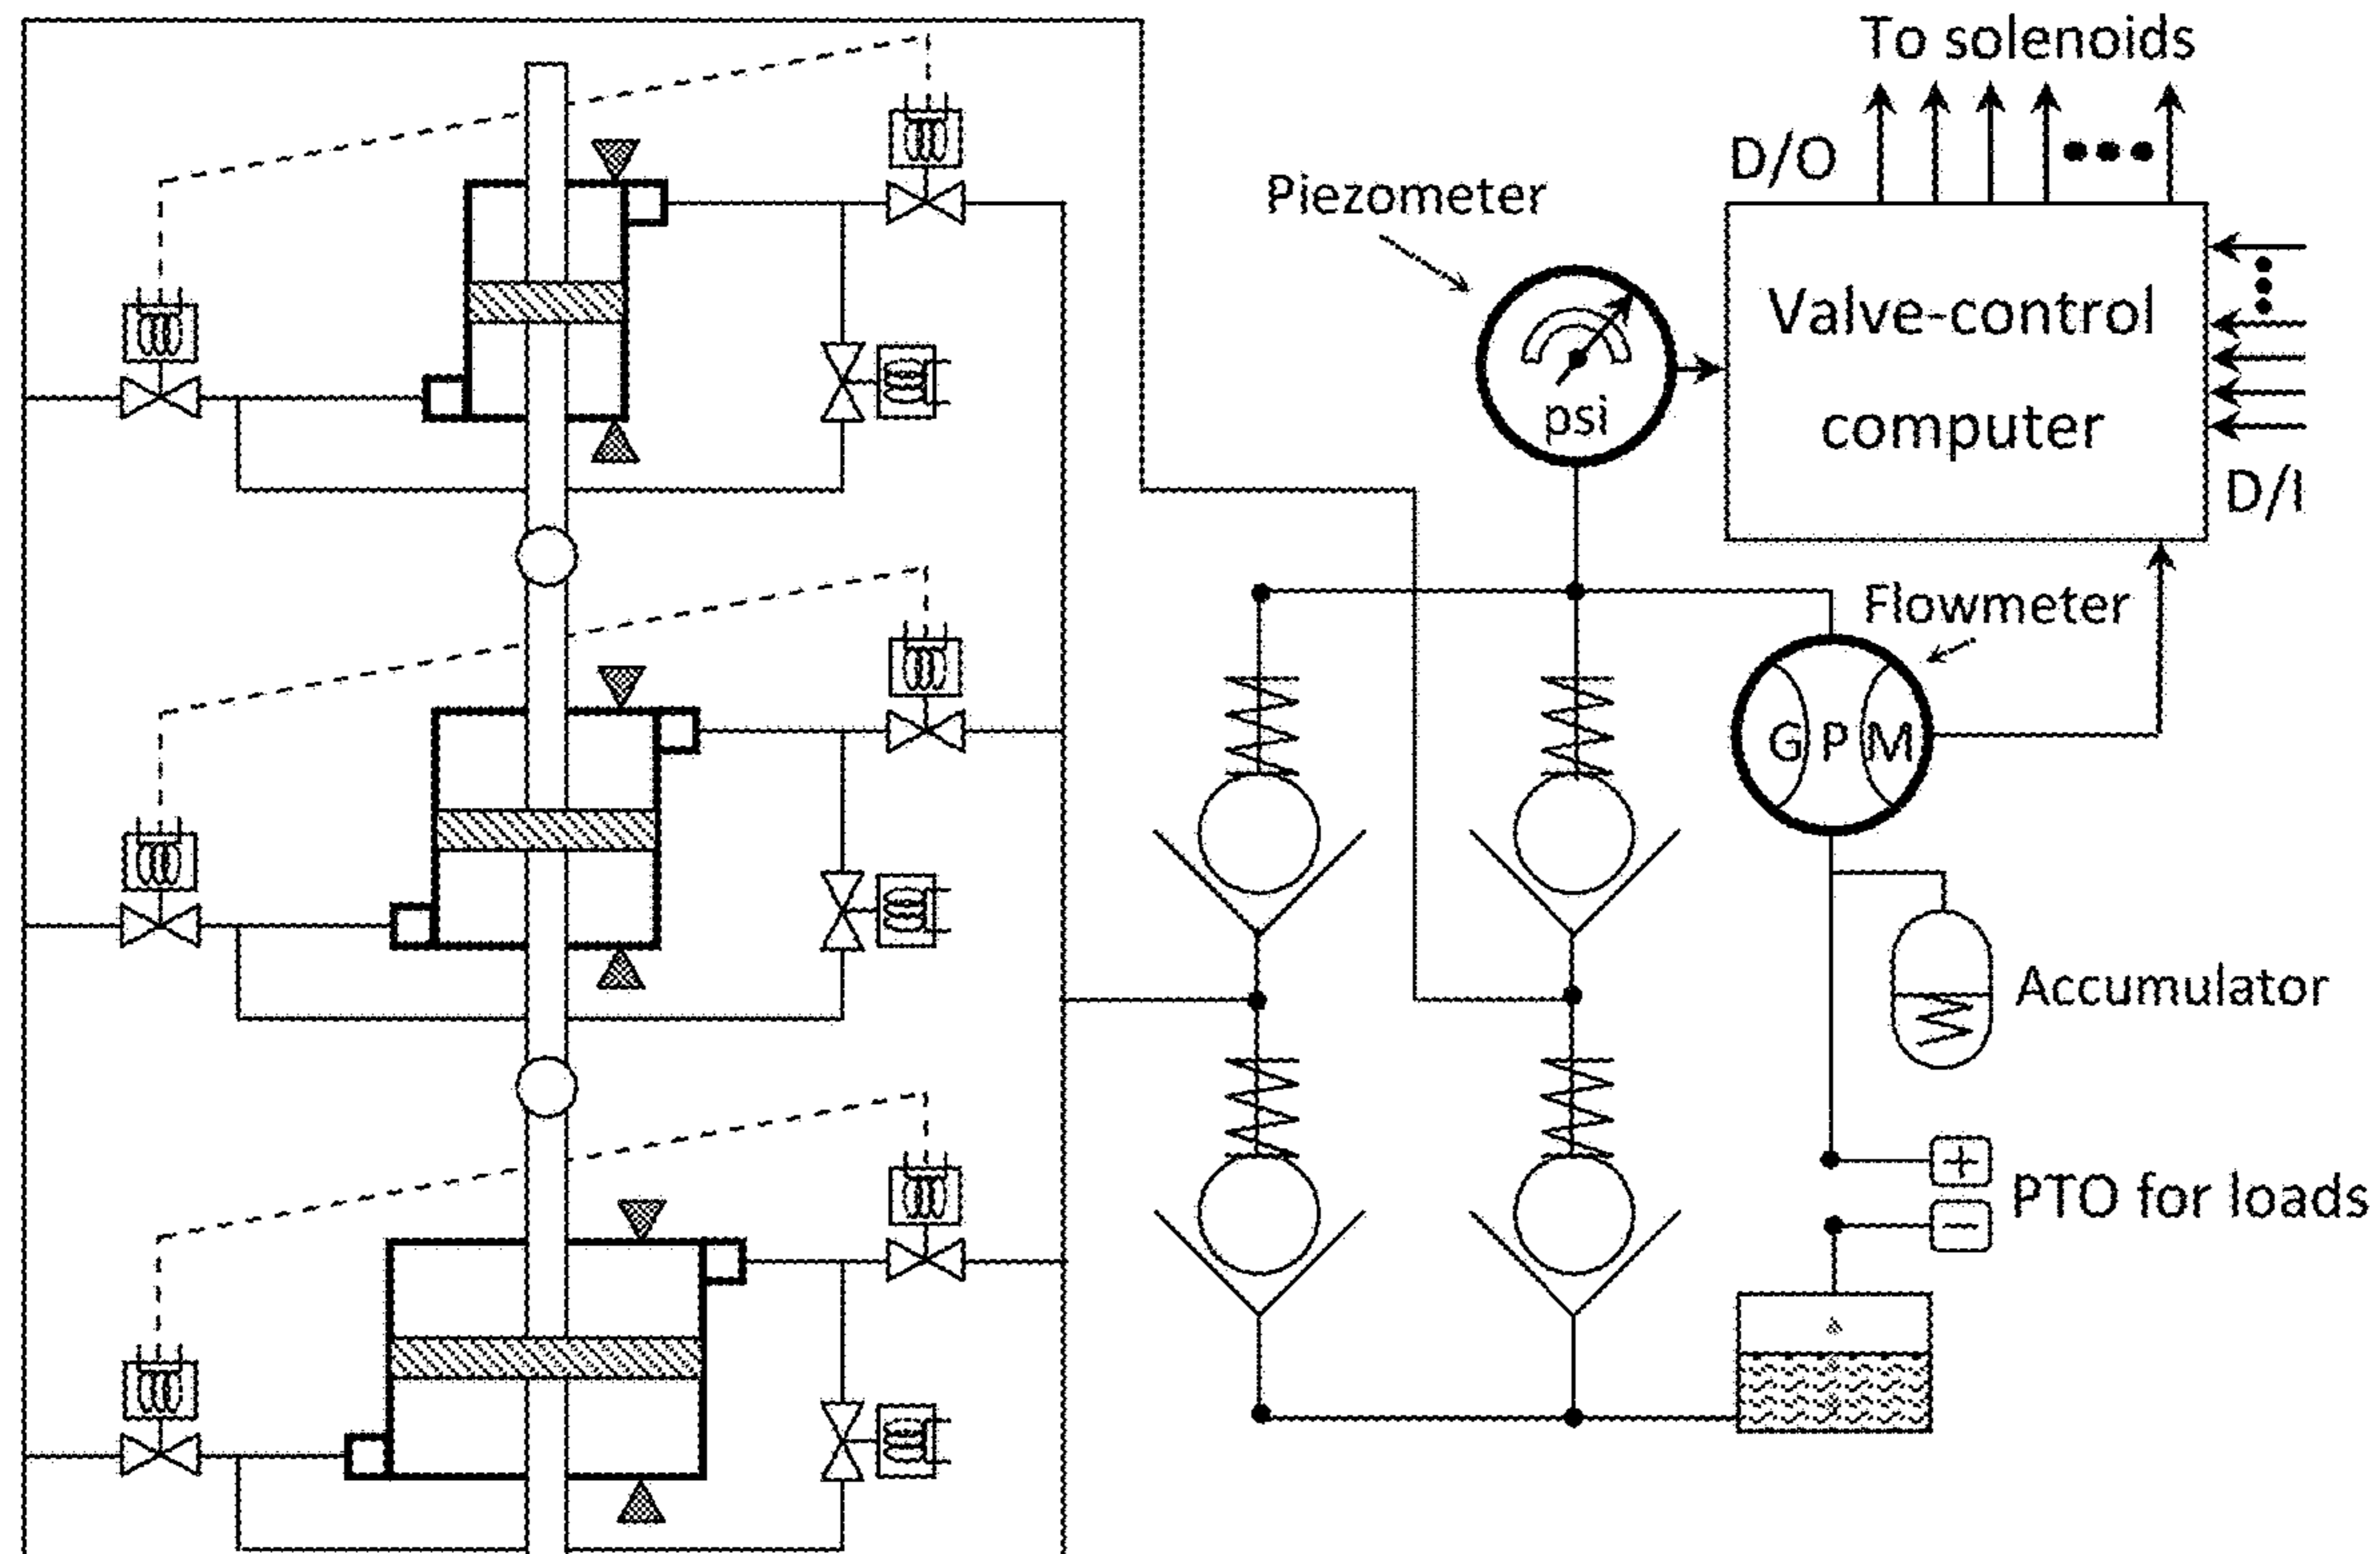 To solenoids
D/O
Piezometer
Valve-control
computer
psi
D/I
Flowmeter
G P M
Accumulator
+
PTO for loads
−